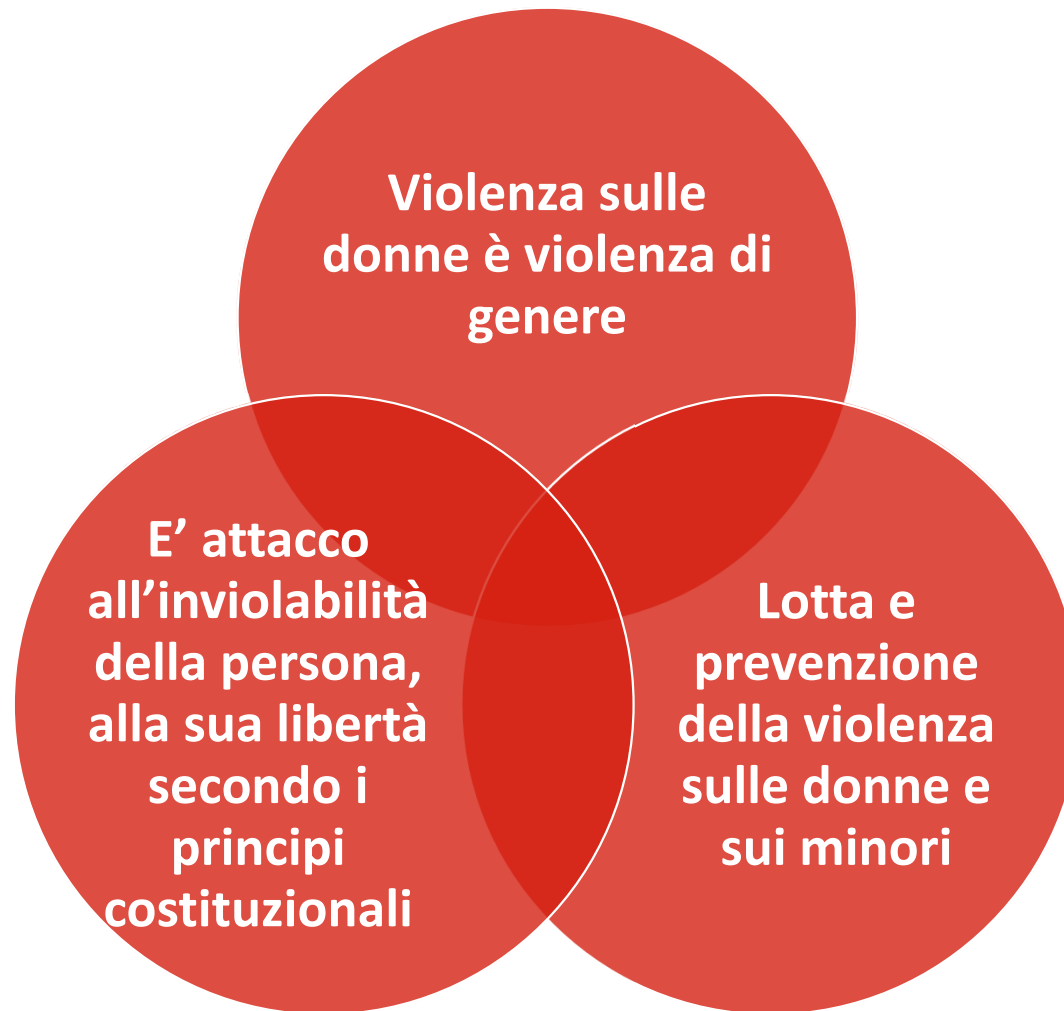 Violenza sulle
donne è violenza di
genere
E’ attacco
all’inviolabilità
della persona,
alla sua libertà
secondo i
principi
costituzionali
Lotta e
prevenzione
della violenza
sulle donne e
sui minori